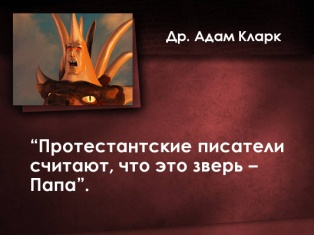 Др. Адам Кларк
“Протестантские писатели
считают, что это зверь –
Папа”.